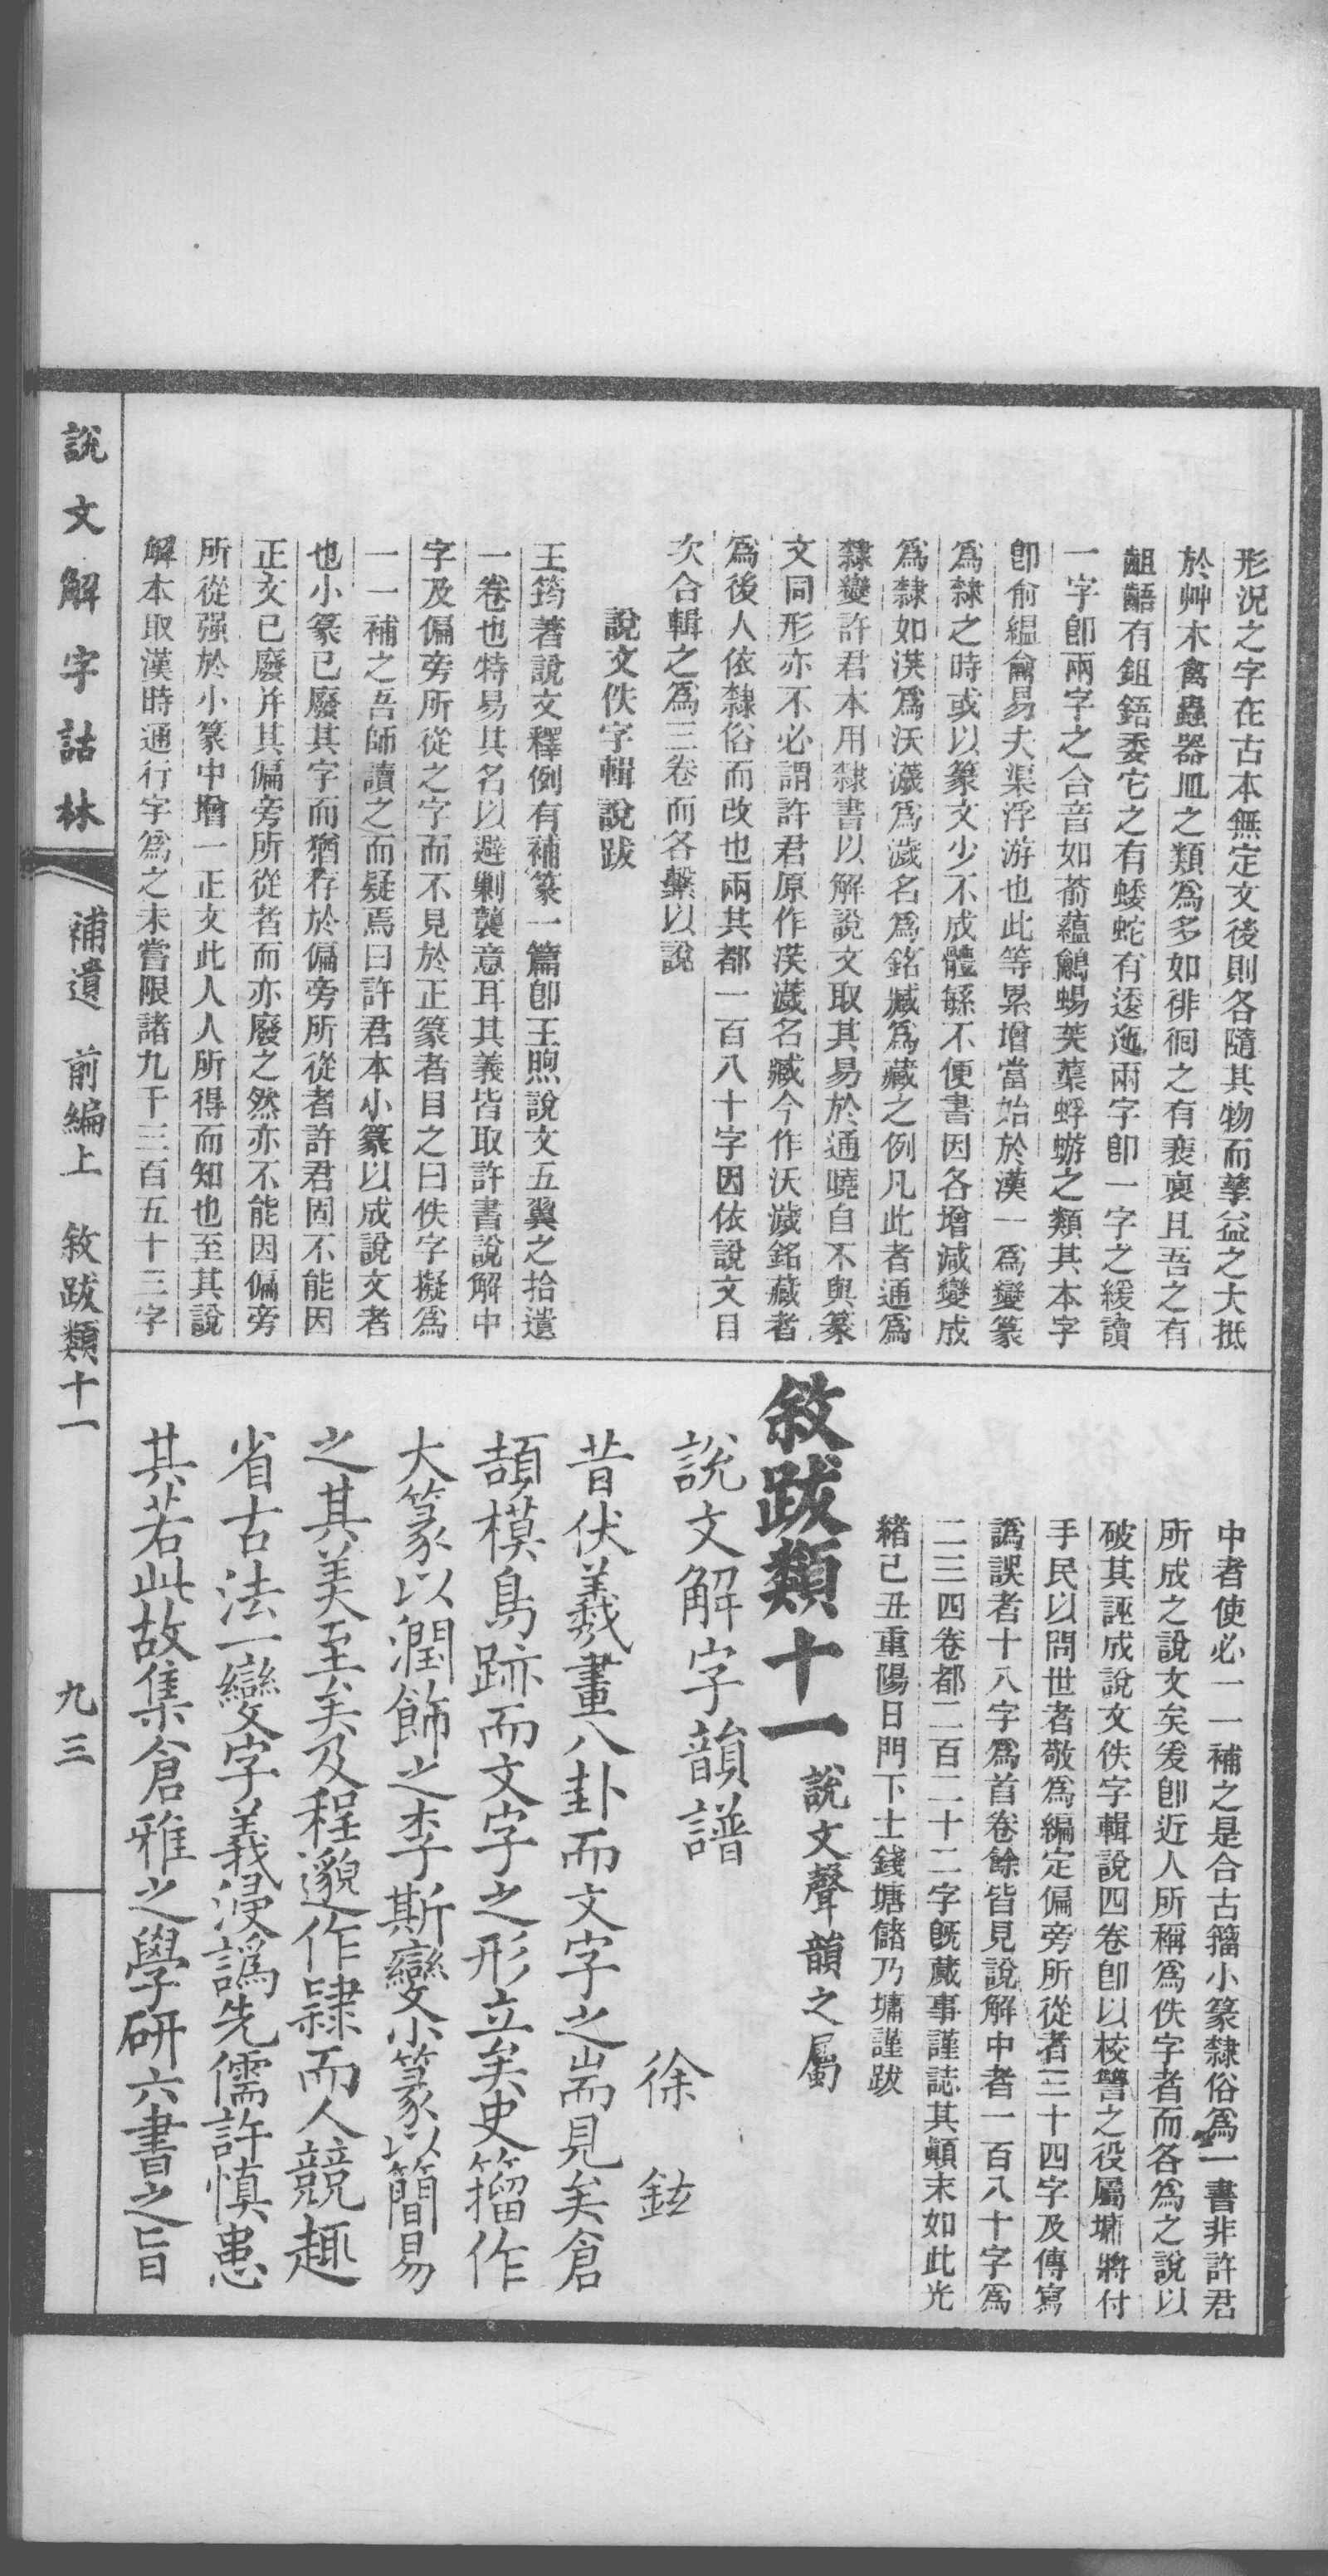 形況之字在古本無定文後則各隨其物而孳益之大抵
於艸木禽蟲器皿之類爲多如徘徊之有裵裏且吾之有
齟齬有鉏鋙委它之有蜲蛇有逶迤兩字卽一字之緩讀
一字卽兩字之合音如蓊蘊鷁蜴芙蕖蜉蝣之類其本字
卽俞縕龠易夫渠浮游也此等累增當始於漢一爲變篆
爲隸之時或以篆文少不成體緐不便書因各增減變成
爲隸如渼爲沃濊爲濊名爲銘臧爲藏之例凡此者通爲
隸變許君本用隸書以解說文取其易於通曉自不與篆
文同形亦不必謂許君原作渼濊名臧今作沃濊銘藏者
爲後人依隸俗而改也兩其都一百八十字因依說文目
次合輯之爲三卷而各繫以說
說文佚字輯說跋
王筠著說文釋例有補篆一篇卽王煦說文五翼之拾遺
一卷也特易其名以避剿襲意耳其義皆取許書說解中
字及偏旁所從之字而不見於正篆者目之曰佚字擬爲
一一補之吾師讀之而疑焉曰許君本小篆以成說文者
也小篆已廢其字而猶存於偏旁所從者許君固不能因
正文已廢幷其偏旁所從者而亦廢之然亦不能因偏旁
所從强於小篆中增一正文此人人所得而知也至其說
解本取漢時通行字爲之未嘗限諸九千三百五十三字
中者使必一一補之是合古籀小篆隸俗爲一書非許君
所成之說文矣爰卽近人所稱爲佚字者而各爲之說以
破其誣成說文佚字輯說四卷卽以校讐之役屬墉將付
手民以問世者敬爲編定偏旁所從者三十四字及傳寫
譌誤者十八字爲首卷餘皆見說解中者一百八十字爲
二三四卷都二百二十二字旣蕆事謹誌其顚末如此光
緖己丑重陽日門下士錢塘儲乃墉謹跋
敘跋類十一 說文聲韻之屬
說文解字韻譜
徐鉉
昔伏羲畫八卦而文字之耑見矣倉
頡模鳥跡而文字之形立矣史籀作
大篆以潤飾之李斯變小篆以簡易
之其美至矣及程邈作隸而人競趣
省古法一變字義浸譌先儒許愼患
其若此故集倉雅之學硏六書之旨
說文解字詁林 補遺 前編上 敘跋類十一 九三